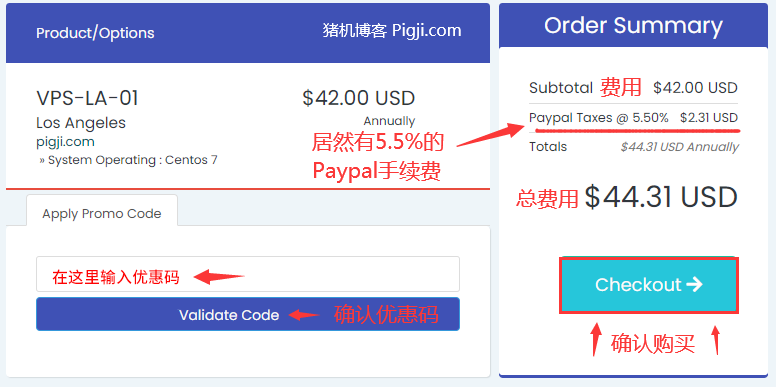 Product/Options
猪机博客 Pigji.com
VPS-LA-01
$42.00 USD
Los Angeles
Annually
pigji.com
» System Operating : Centos 7
居然有5.5%的
Paypal手续费
Apply Promo Code
在这里输入优惠码
Validate Code
确认优惠码
Order Summary
Subtotal 费用 $42.00 USD
Paypal Taxes @ 5.50% $2.31 USD
Totals $44.31 USD Annually
总费用 $44.31 USD
Checkout
确认购买